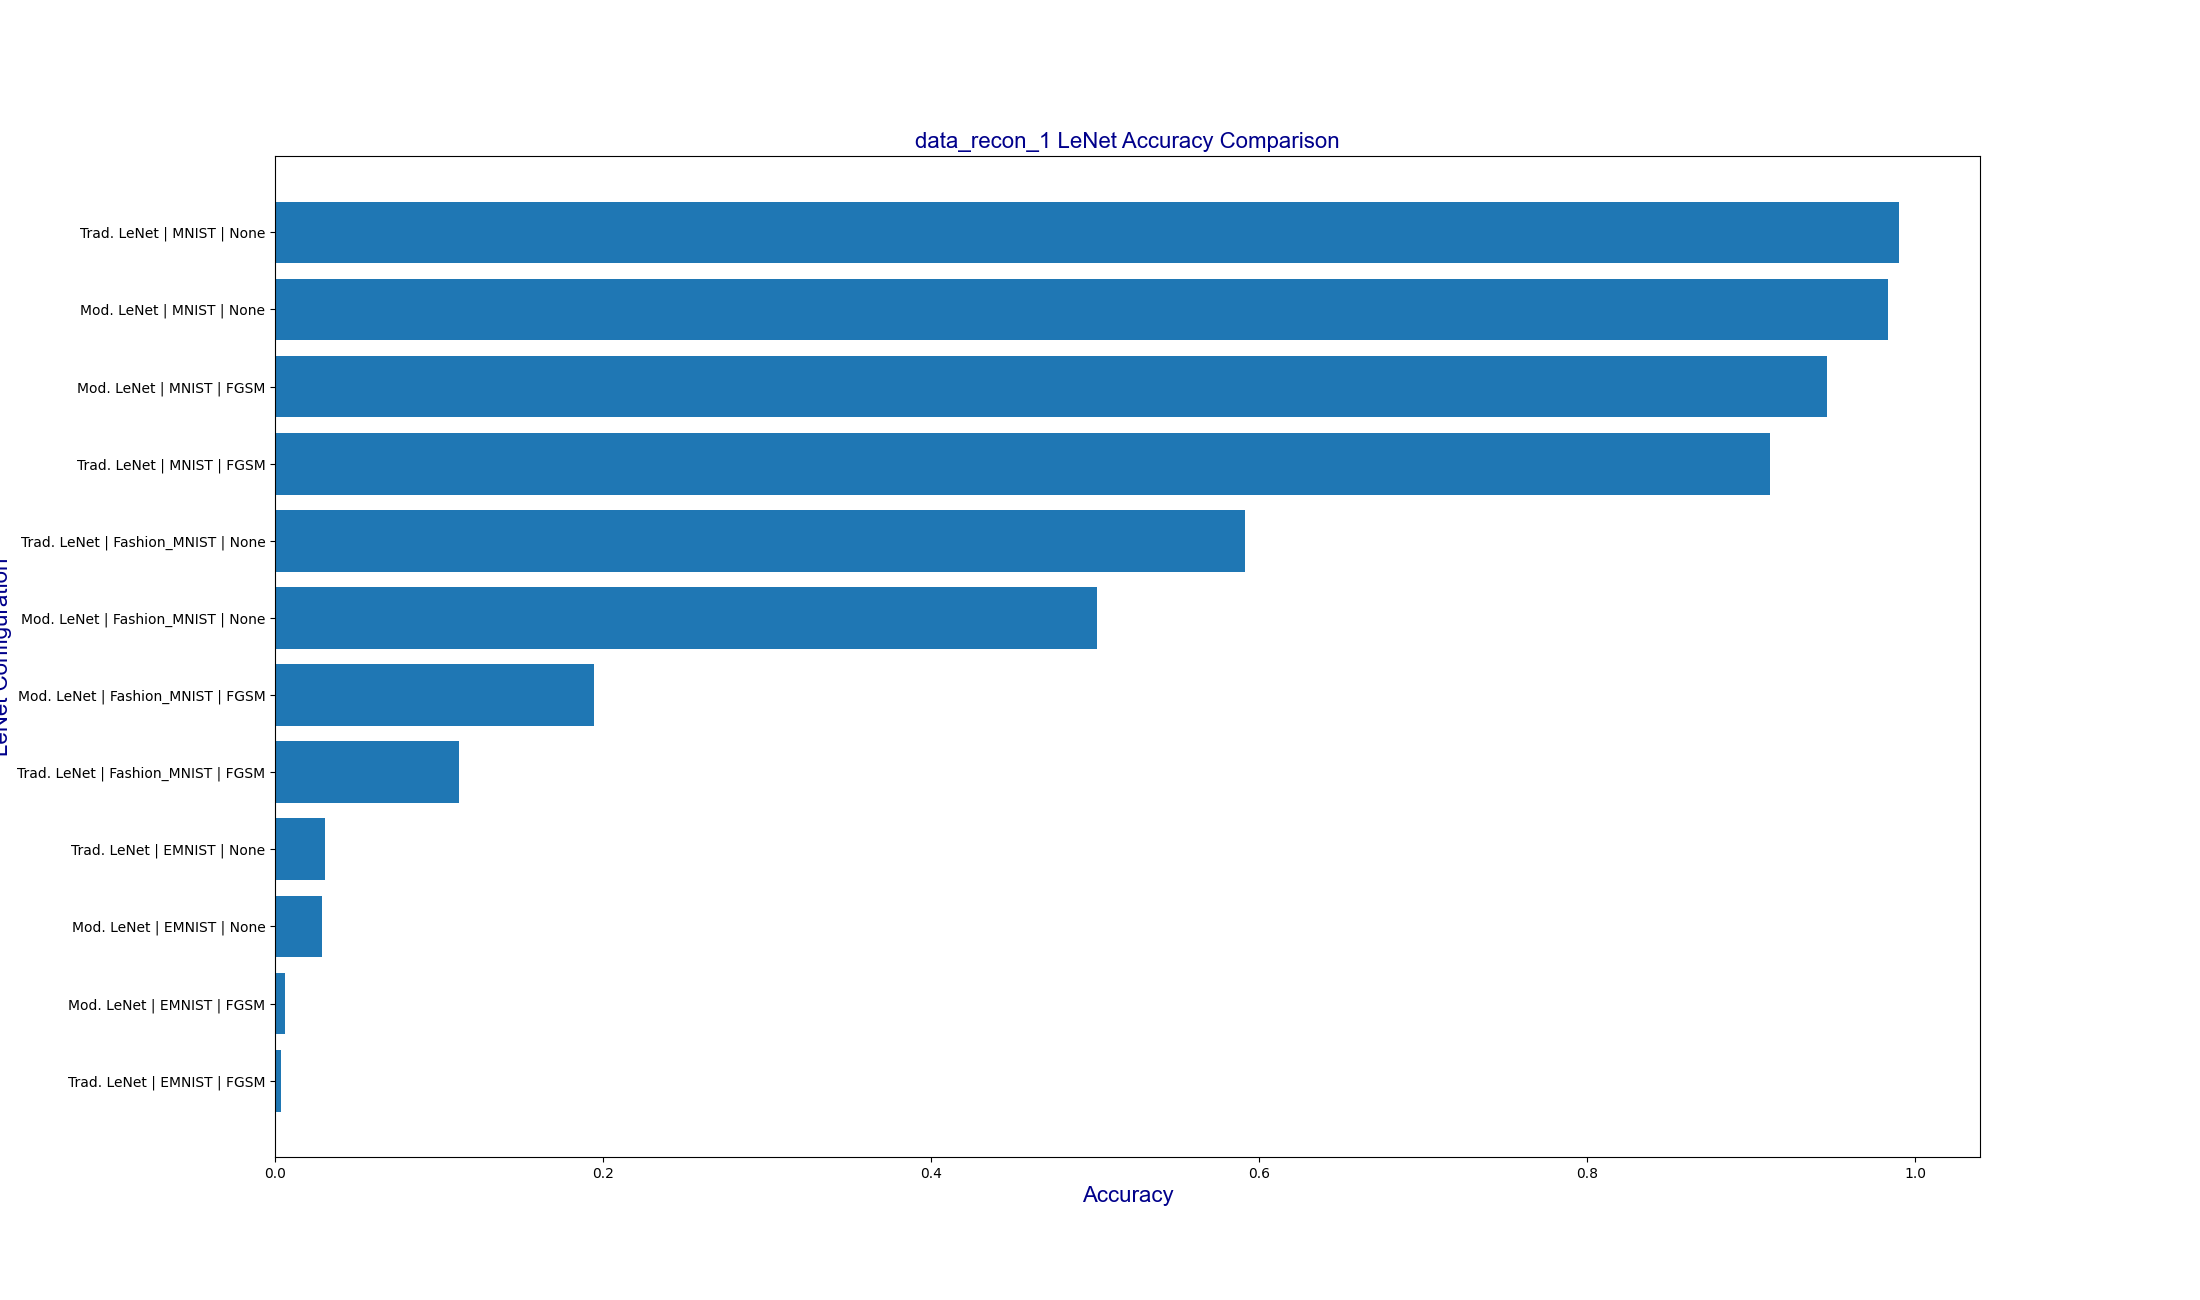 data_recon_1 LeNet Accuracy Comparison
Trad. LeNet | MNIST | None
Mod. LeNet | MNIST | None
Mod. LeNet | MNIST | FGSM
Trad. LeNet | MNIST | FGSM
Trad. LeNet | Fashion_MNIST | None
Mod. LeNet | Fashion_MNIST | None
Mod. LeNet | Fashion_MNIST | FGSM
Trad. LeNet | Fashion_MNIST | FGSM
Trad. LeNet | EMNIST | None
Mod. LeNet | EMNIST | None
Mod. LeNet | EMNIST | FGSM
Trad. LeNet | EMNIST | FGSM
LeNet Configuration
0.0 0.2 0.4 0.6 0.8 1.0
Accuracy